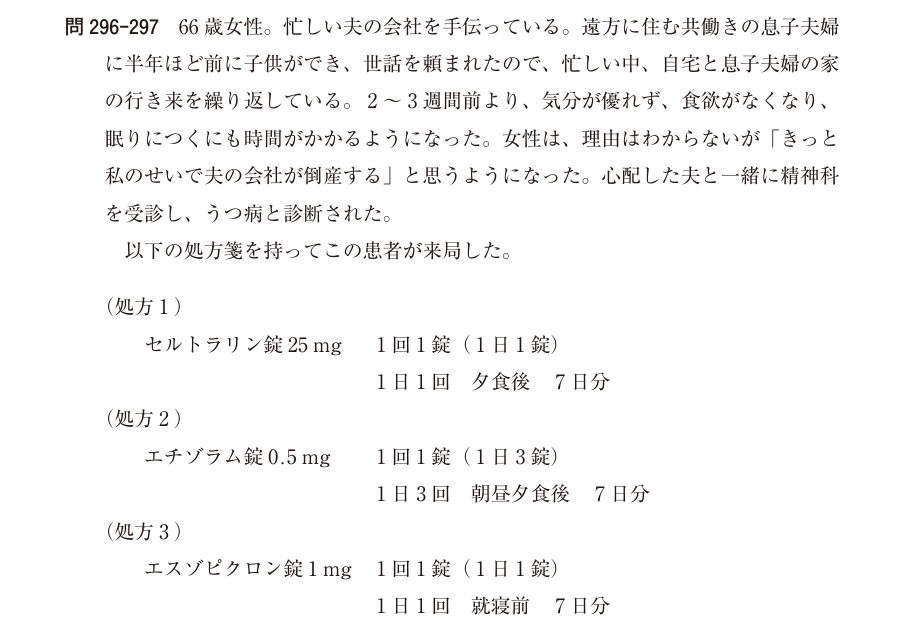 問 296-297　66 歳女性。忙しい夫の会社を手伝っている。遠方に住む共働きの息子夫婦
に半年ほど前に子供ができ、世話を頼まれたので、忙しい中、自宅と息子夫婦の家
の行き来を繰り返している。２～３週間前より、気分が優れず、食欲がなくなり、
眠りにつくにも時間がかかるようになった。女性は、理由はわからないが「きっと
私のせいで夫の会社が倒産する」と思うようになった。心配した夫と一緒に精神科
を受診し、うつ病と診断された。
以下の処方箋を持ってこの患者が来局した。
（処方１）
セルトラリン錠 25 mg　１回１錠（１日１錠）
１日１回　夕食後　７日分
（処方２）
エチゾラム錠 0.5 mg　１回１錠（１日３錠）
１日３回　朝昼夕食後　７日分
（処方３）
エスゾピクロン錠１mg　１回１錠（１日１錠）
１日１回　就寝前　７日分